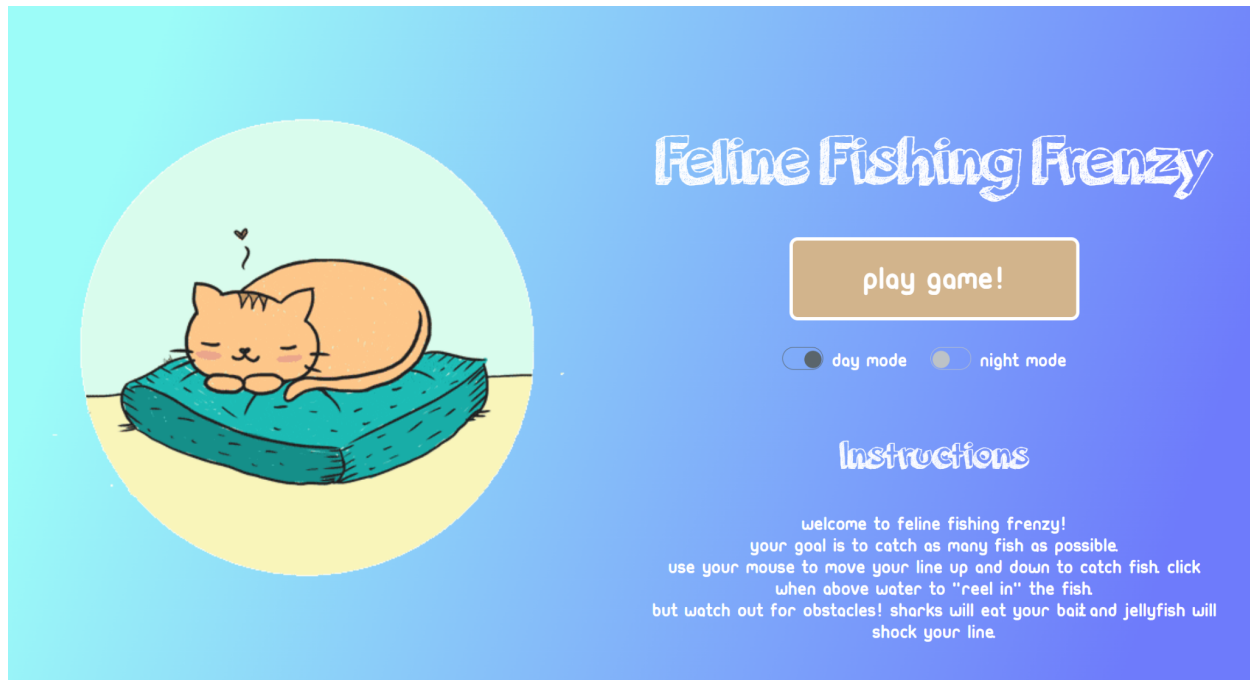 Feline Fishing Frenzy
play game!
day mode
night mode
Instructions
welcome to feline fishing frenzy!
your goal is to catch as many fish as possible.
use your mouse to move your line up and down to catch fish. click
when above water to "reel in" the fish.
but watch out for obstacles! sharks will eat your bait and jellyfish will
shock your line.